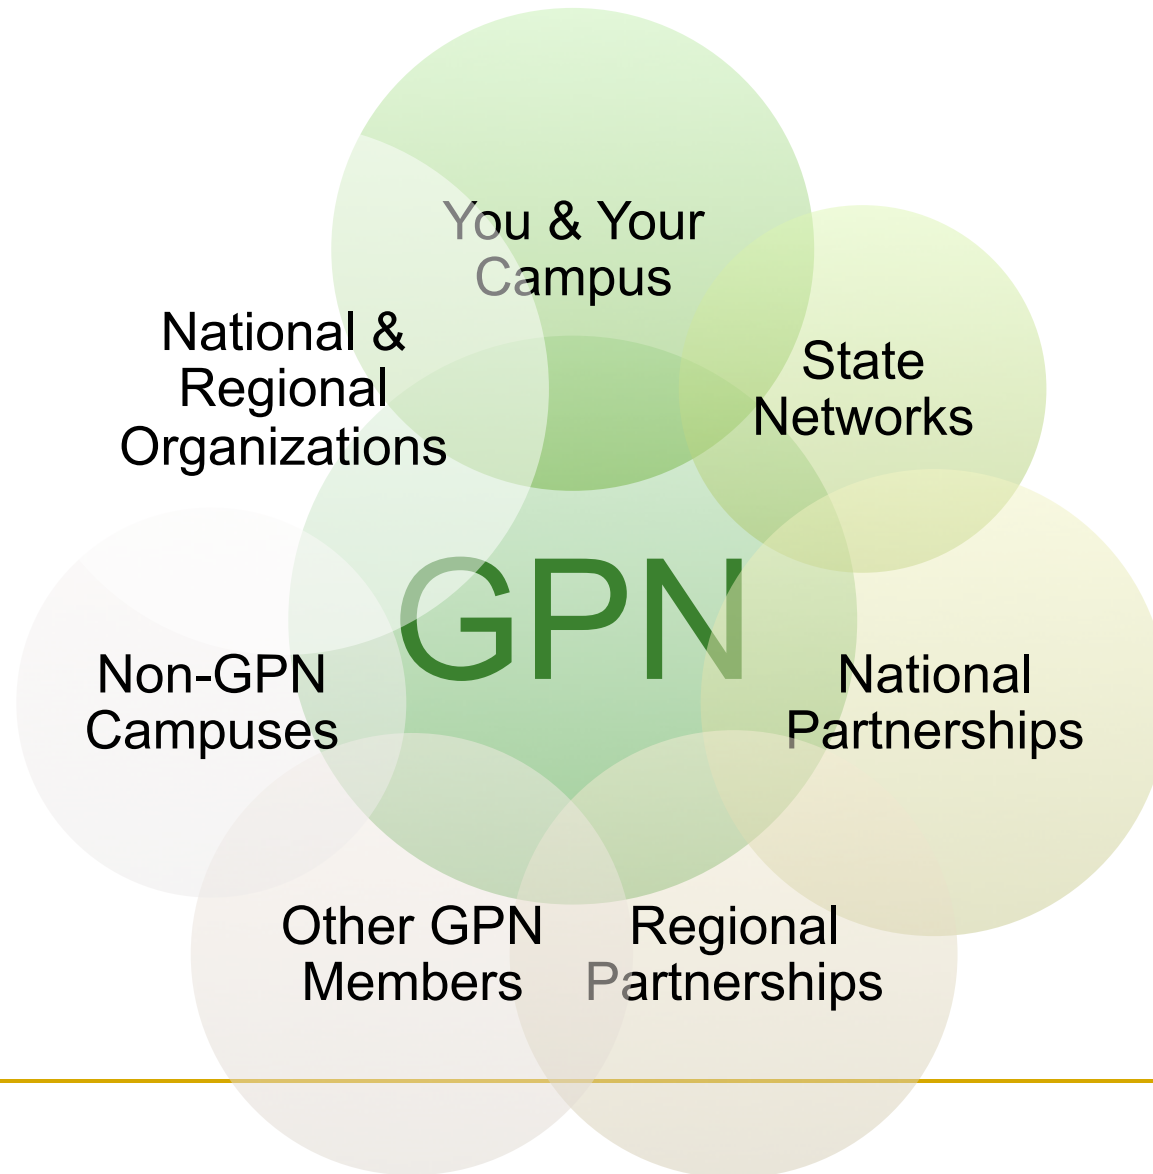 You & Your
Campus
State
Networks
National
Partnerships
Regional
Partnerships
Other GPN
Members
Non-GPN
Campuses
National &
Regional
Organizations
GPN